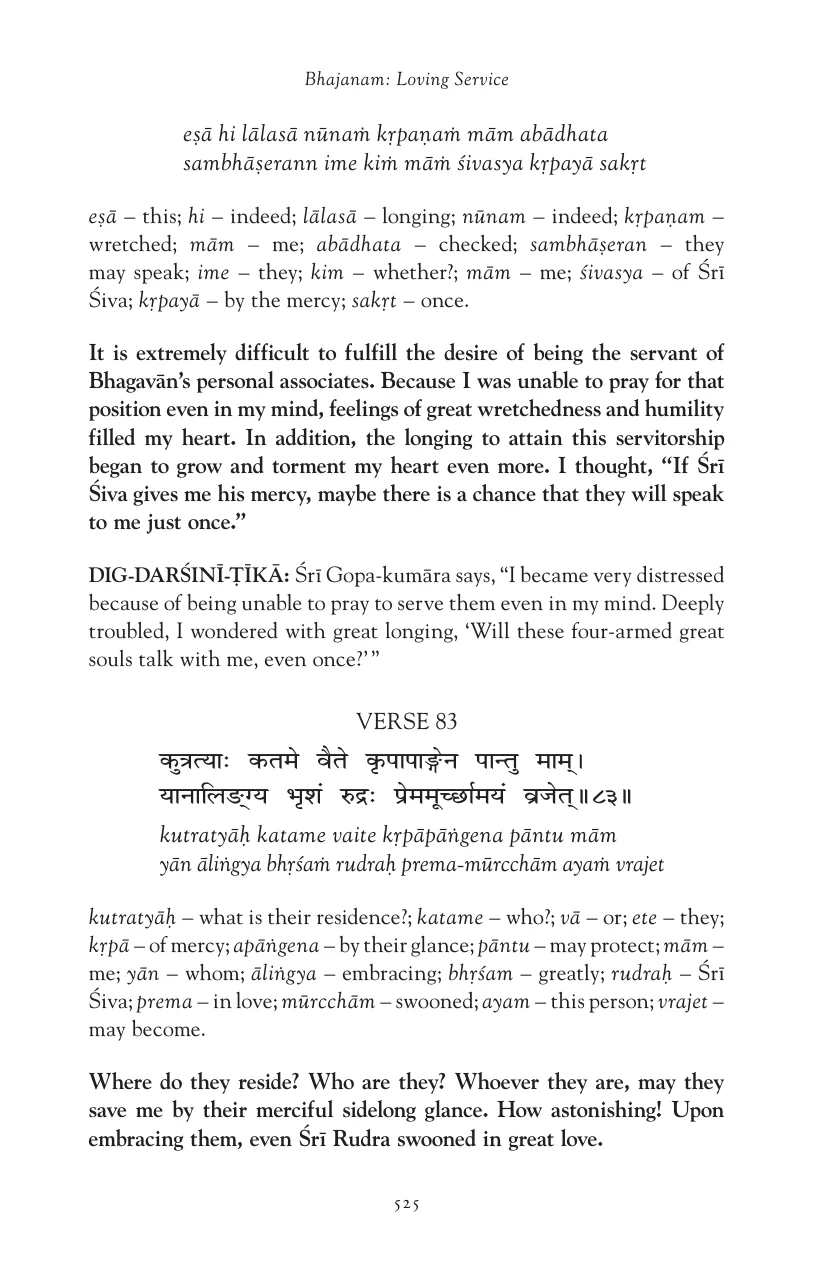 Bhajanam: Loving Service
eṣā hi lālasā nūnaṁ kṛpaṇaṁ mām abādhata
sambhāṣerann ime kiṁ māṁ śivasya kṛpayā sakṛt
eṣā – this; hi – indeed; lālasā – longing; nūnam – indeed; kṛpaṇam –
wretched; mām – me; abādhata – checked; sambhāṣeran – they
may speak; ime – they; kim – whether?; mām – me; śivasya – of Śrī
Śiva; kṛpayā – by the mercy; sakṛt – once.
It is extremely difficult to fulfill the desire of being the servant of
Bhagavān’s personal associates. Because I was unable to pray for that
position even in my mind, feelings of great wretchedness and humility
filled my heart. In addition, the longing to attain this servitorship
began to grow and torment my heart even more. I thought, “If Śrī
Śiva gives me his mercy, maybe there is a chance that they will speak
to me just once.”
DIG-DARŚINĪ-ṬĪKĀ: Śrī Gopa-kumāra says, “I became very distressed
because of being unable to pray to serve them even in my mind. Deeply
troubled, I wondered with great longing, ‘Will these four-armed great
souls talk with me, even once?’ ”
VERSE 83
कुत्रत्याः कतमे वैते कृपापाङ्गेन पान्तु माम्।
यानालिङ्ग्य भृशं रुद्रः प्रेममूर्च्छामयं व्रजेत्॥८३॥
kutratyāḥ katame vaite kṛpāpāṅgena pāntu mām
yān āliṅgya bhṛśaṁ rudraḥ prema-mūrcchām ayaṁ vrajet
kutratyāḥ – what is their residence?; katame – who?; vā – or; ete – they;
kṛpā – of mercy; apāṅgena – by their glance; pāntu – may protect; mām –
me; yān – whom; āliṅgya – embracing; bhṛśam – greatly; rudraḥ – Śrī
Śiva; prema – in love; mūrcchām – swooned; ayam – this person; vrajet –
may become.
Where do they reside? Who are they? Whoever they are, may they
save me by their merciful sidelong glance. How astonishing! Upon
embracing them, even Śrī Rudra swooned in great love.
525